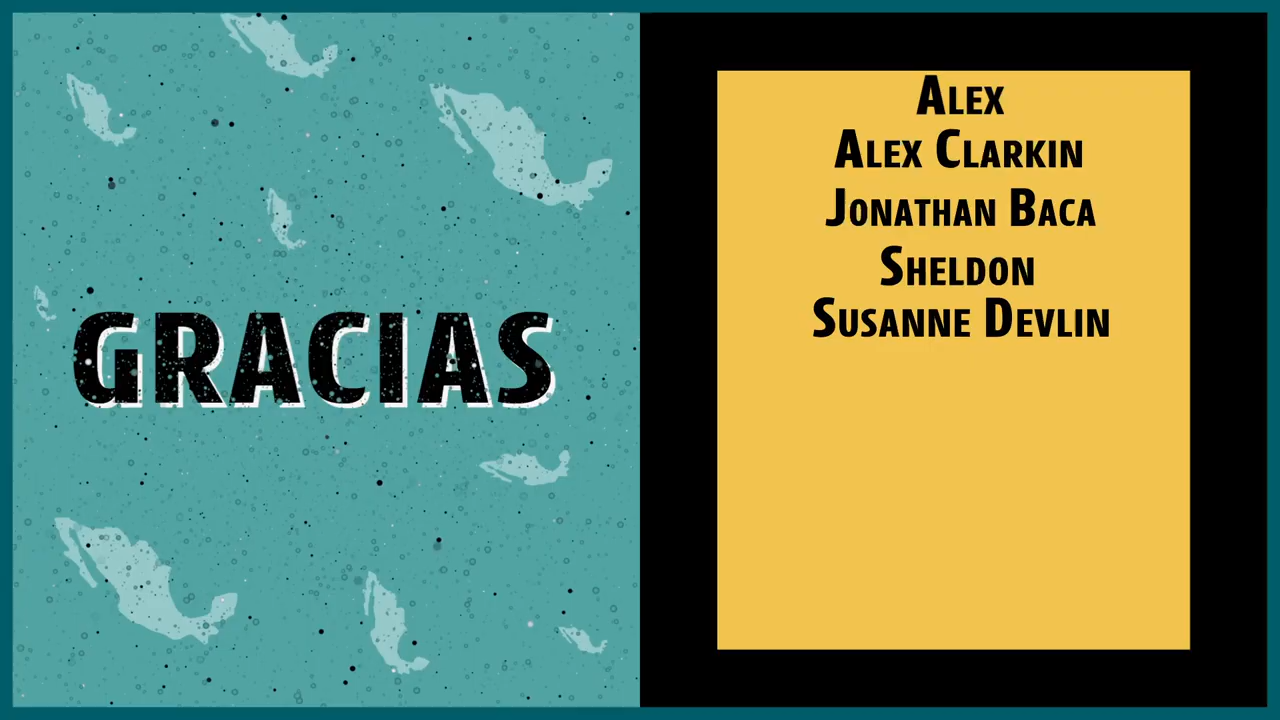 GRACIAS
Alex
Alex Clarkin
Jonathan Baca
Sheldon
Susanne Devlin